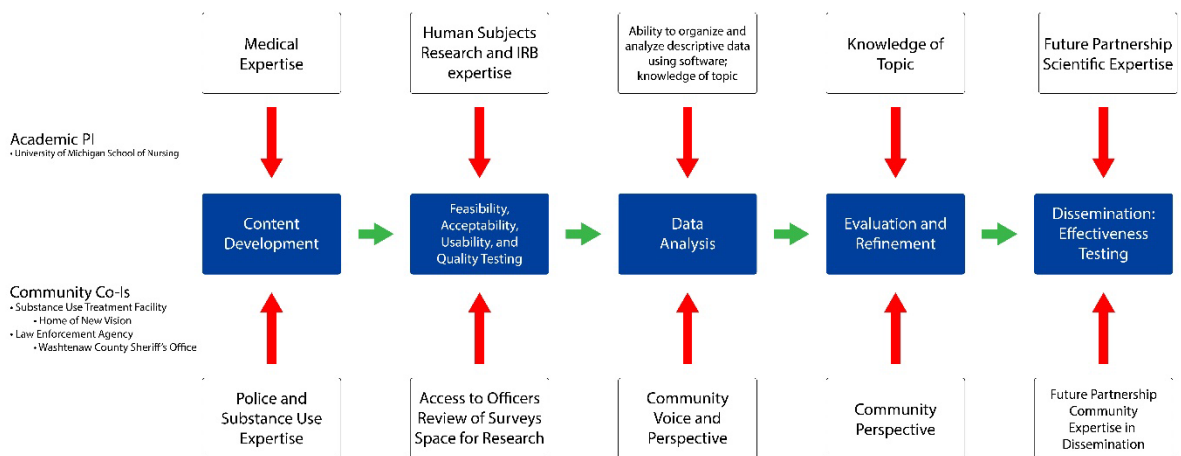 Medical
Expertise
Human Subjects
Research and IRB
expertise
Ability to organize and
analyze descriptive data
using software;
knowledge of topic
Knowledge of
Topic
Future Partnership
Scientific Expertise
Academic PI
• University of Michigan School of Nursing
Content
Development
Feasibility,
Acceptability,
Usability, and
Quality Testing
Data
Analysis
Evaluation and
Refinement
Dissemination:
Effectiveness
Testing
Community Co-Is
• Substance Use Treatment Facility
• Home of New Vision
• Law Enforcement Agency
• Washtenaw County Sheriff's Office
Police and
Substance Use
Expertise
Access to Officers
Review of Surveys
Space for Research
Community
Voice and
Perspective
Community
Perspective
Future Partnership
Community
Expertise in
Dissemination